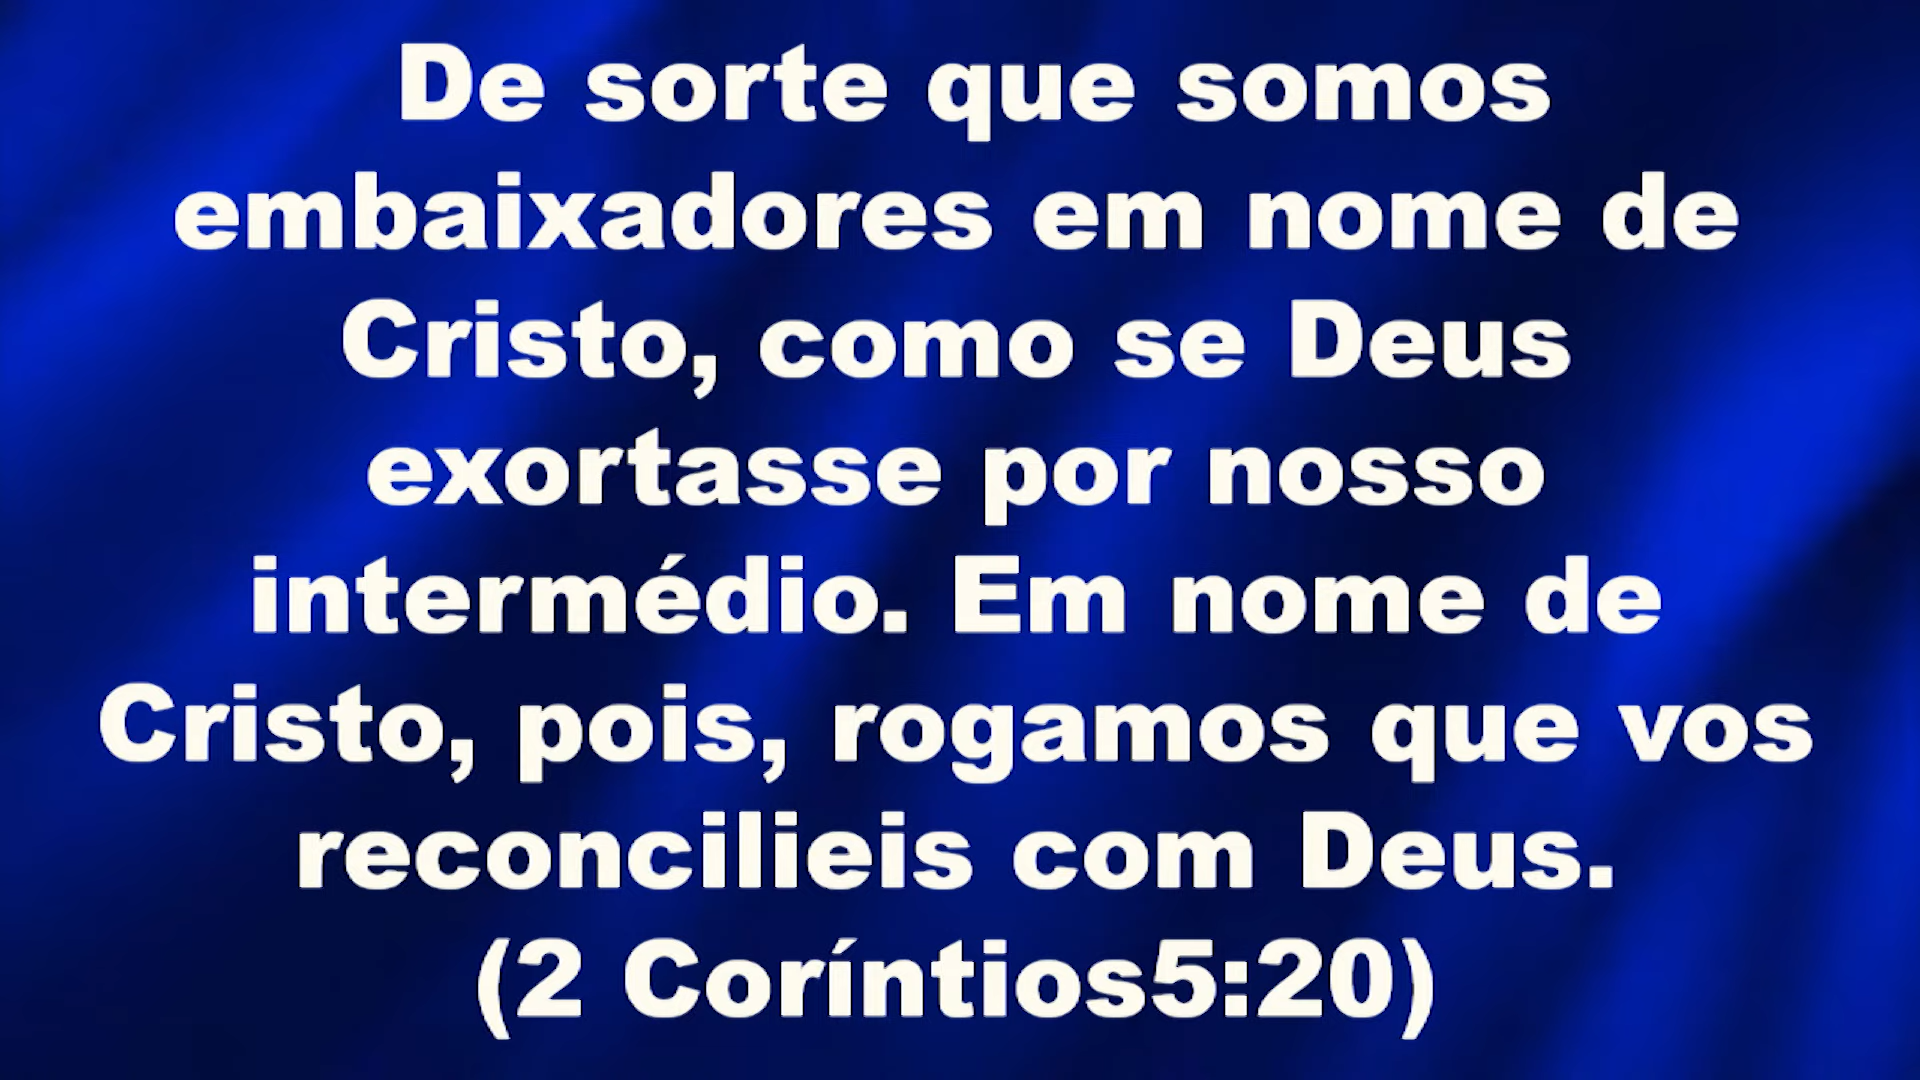 De sorte que somos
embaixadores em nome de
Cristo, como se Deus
exortasse por nosso
intermédio. Em nome de
Cristo, pois, rogamos que vos
reconcilieis com Deus.
(2 Coríntios5:20)